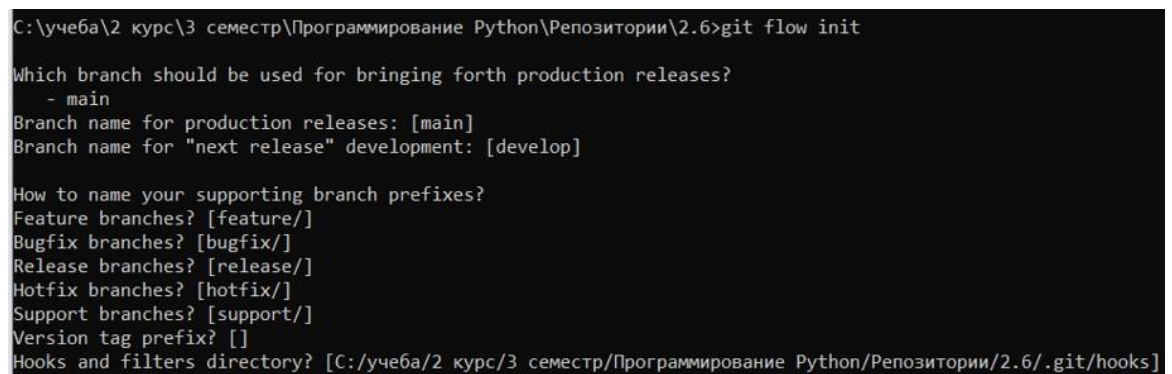 C:\учеба\2 курс\3 семестр\Программирование Python\Репозитории\2.6>git flow init
Which branch should be used for bringing forth production releases?
- main
Branch name for production releases: [main]
Branch name for "next release" development: [develop]
How to name your supporting branch prefixes?
Feature branches? [feature/]
Bugfix branches? [bugfix/]
Release branches? [release/]
Hotfix branches? [hotfix/]
Support branches? [support/]
Version tag prefix? []
Hooks and filters directory? [C:/учеба/2 курс/3 семестр/Программирование Python/Репозитории/2.6/.git/hooks]